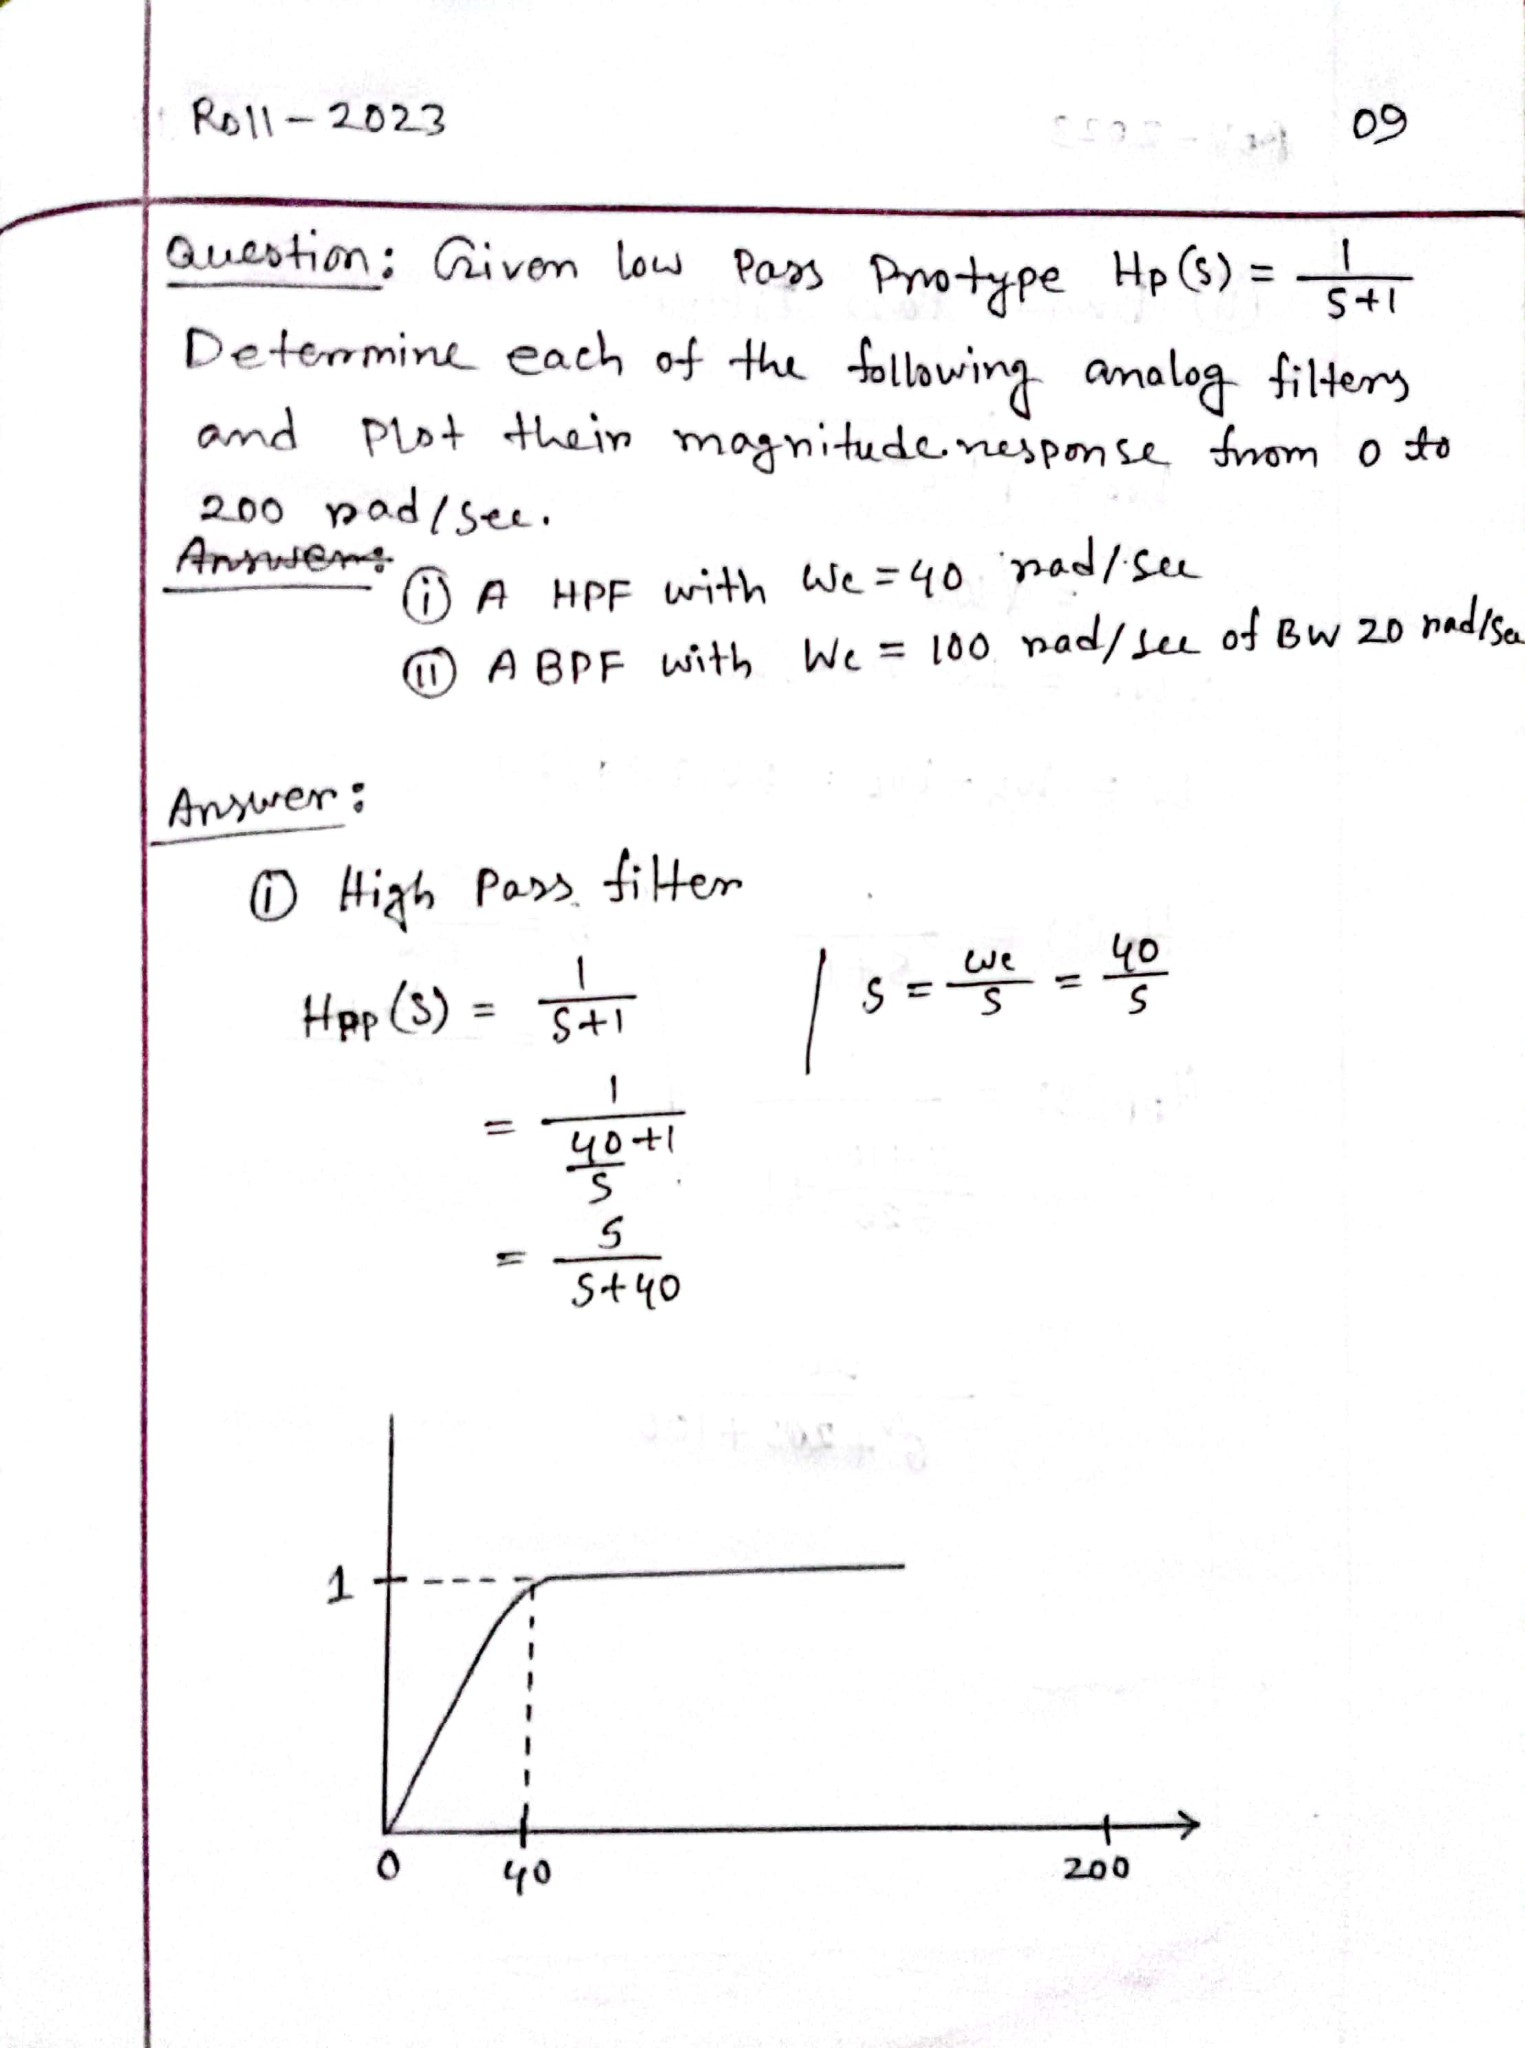 Roll - 2023
09
Question: Given low Pass Protype Hp(S) = 1/(S+1)
Determine each of the following analog filters
and Plot their magnitude response from 0 to
200 rad/sec.
Answer:
(i) A HPF with Wc = 40 rad/sec
(ii) A BPF with Wc = 100 rad/sec of BW 20 rad/sec
Answer:
(i) High Pass filter
Hpp(S) = 1/(S+1) | S = Wc/S = 40/S
= 1/(40/S +1)
= S/(S+40)
1
0 40 200